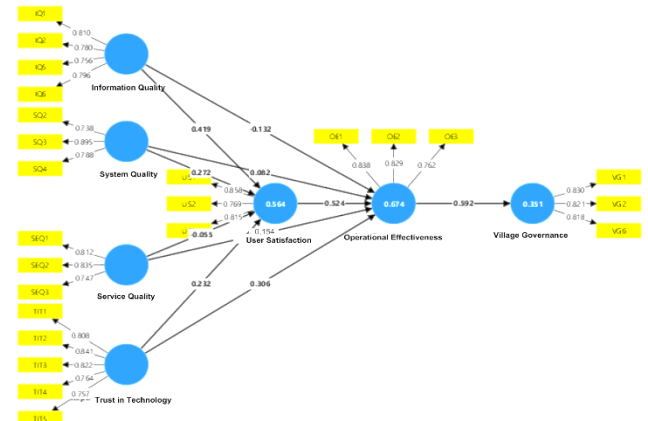 IQ1
0.810
IQ2
0.780
IQ5
0.756
IQ6
0.796
Information Quality
SQ2
0.738
SQ3
0.895
SQ4
0.788
System Quality
SEQ1
0.812
SEQ2
0.835
SEQ3
0.747
Service Quality
TIT1
0.808
TIT2
0.841
TIT3
0.822
TIT4
0.764
TIT5
0.757
Trust in Technology
0.419
0.132
0.272
0.082
-0.055
0.154
0.232
0.306
0.858
US2
0.769
0.815
0.564
User Satisfaction
0.524
OE1
OE2
OE3
0.838
0.829
0.762
0.674
Operational Effectiveness
0.592
0.351
Village Governance
VG1
0.830
VG2
0.821
VG6
0.818